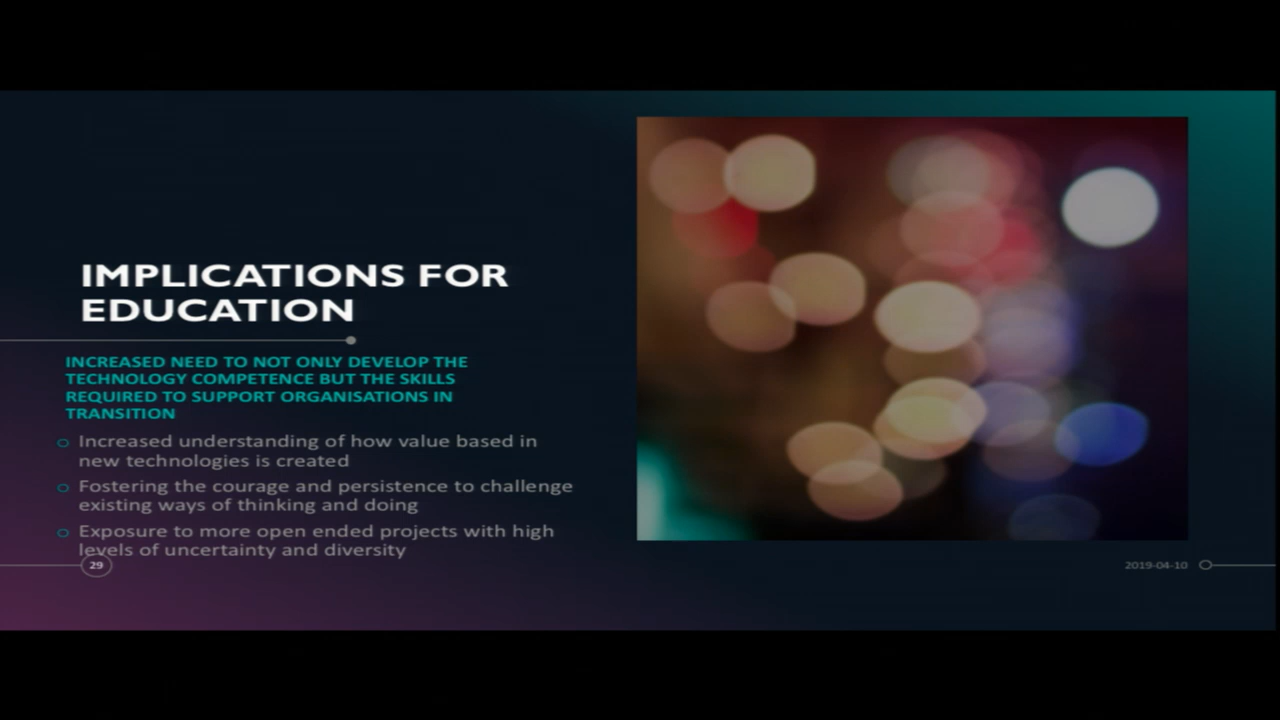 IMPLICATIONS FOR
EDUCATION
INCREASED NEED TO NOT ONLY DEVELOP THE
TECHNOLOGY COMPETENCE BUT THE SKILLS
REQUIRED TO SUPPORT ORGANISATIONS IN
TRANSITION
Increased understanding of how value based in
new technologies is created
Fostering the courage and persistence to challenge
existing ways of thinking and doing
Exposure to more open ended projects with high
levels of uncertainty and diversity
29
2019-04-10